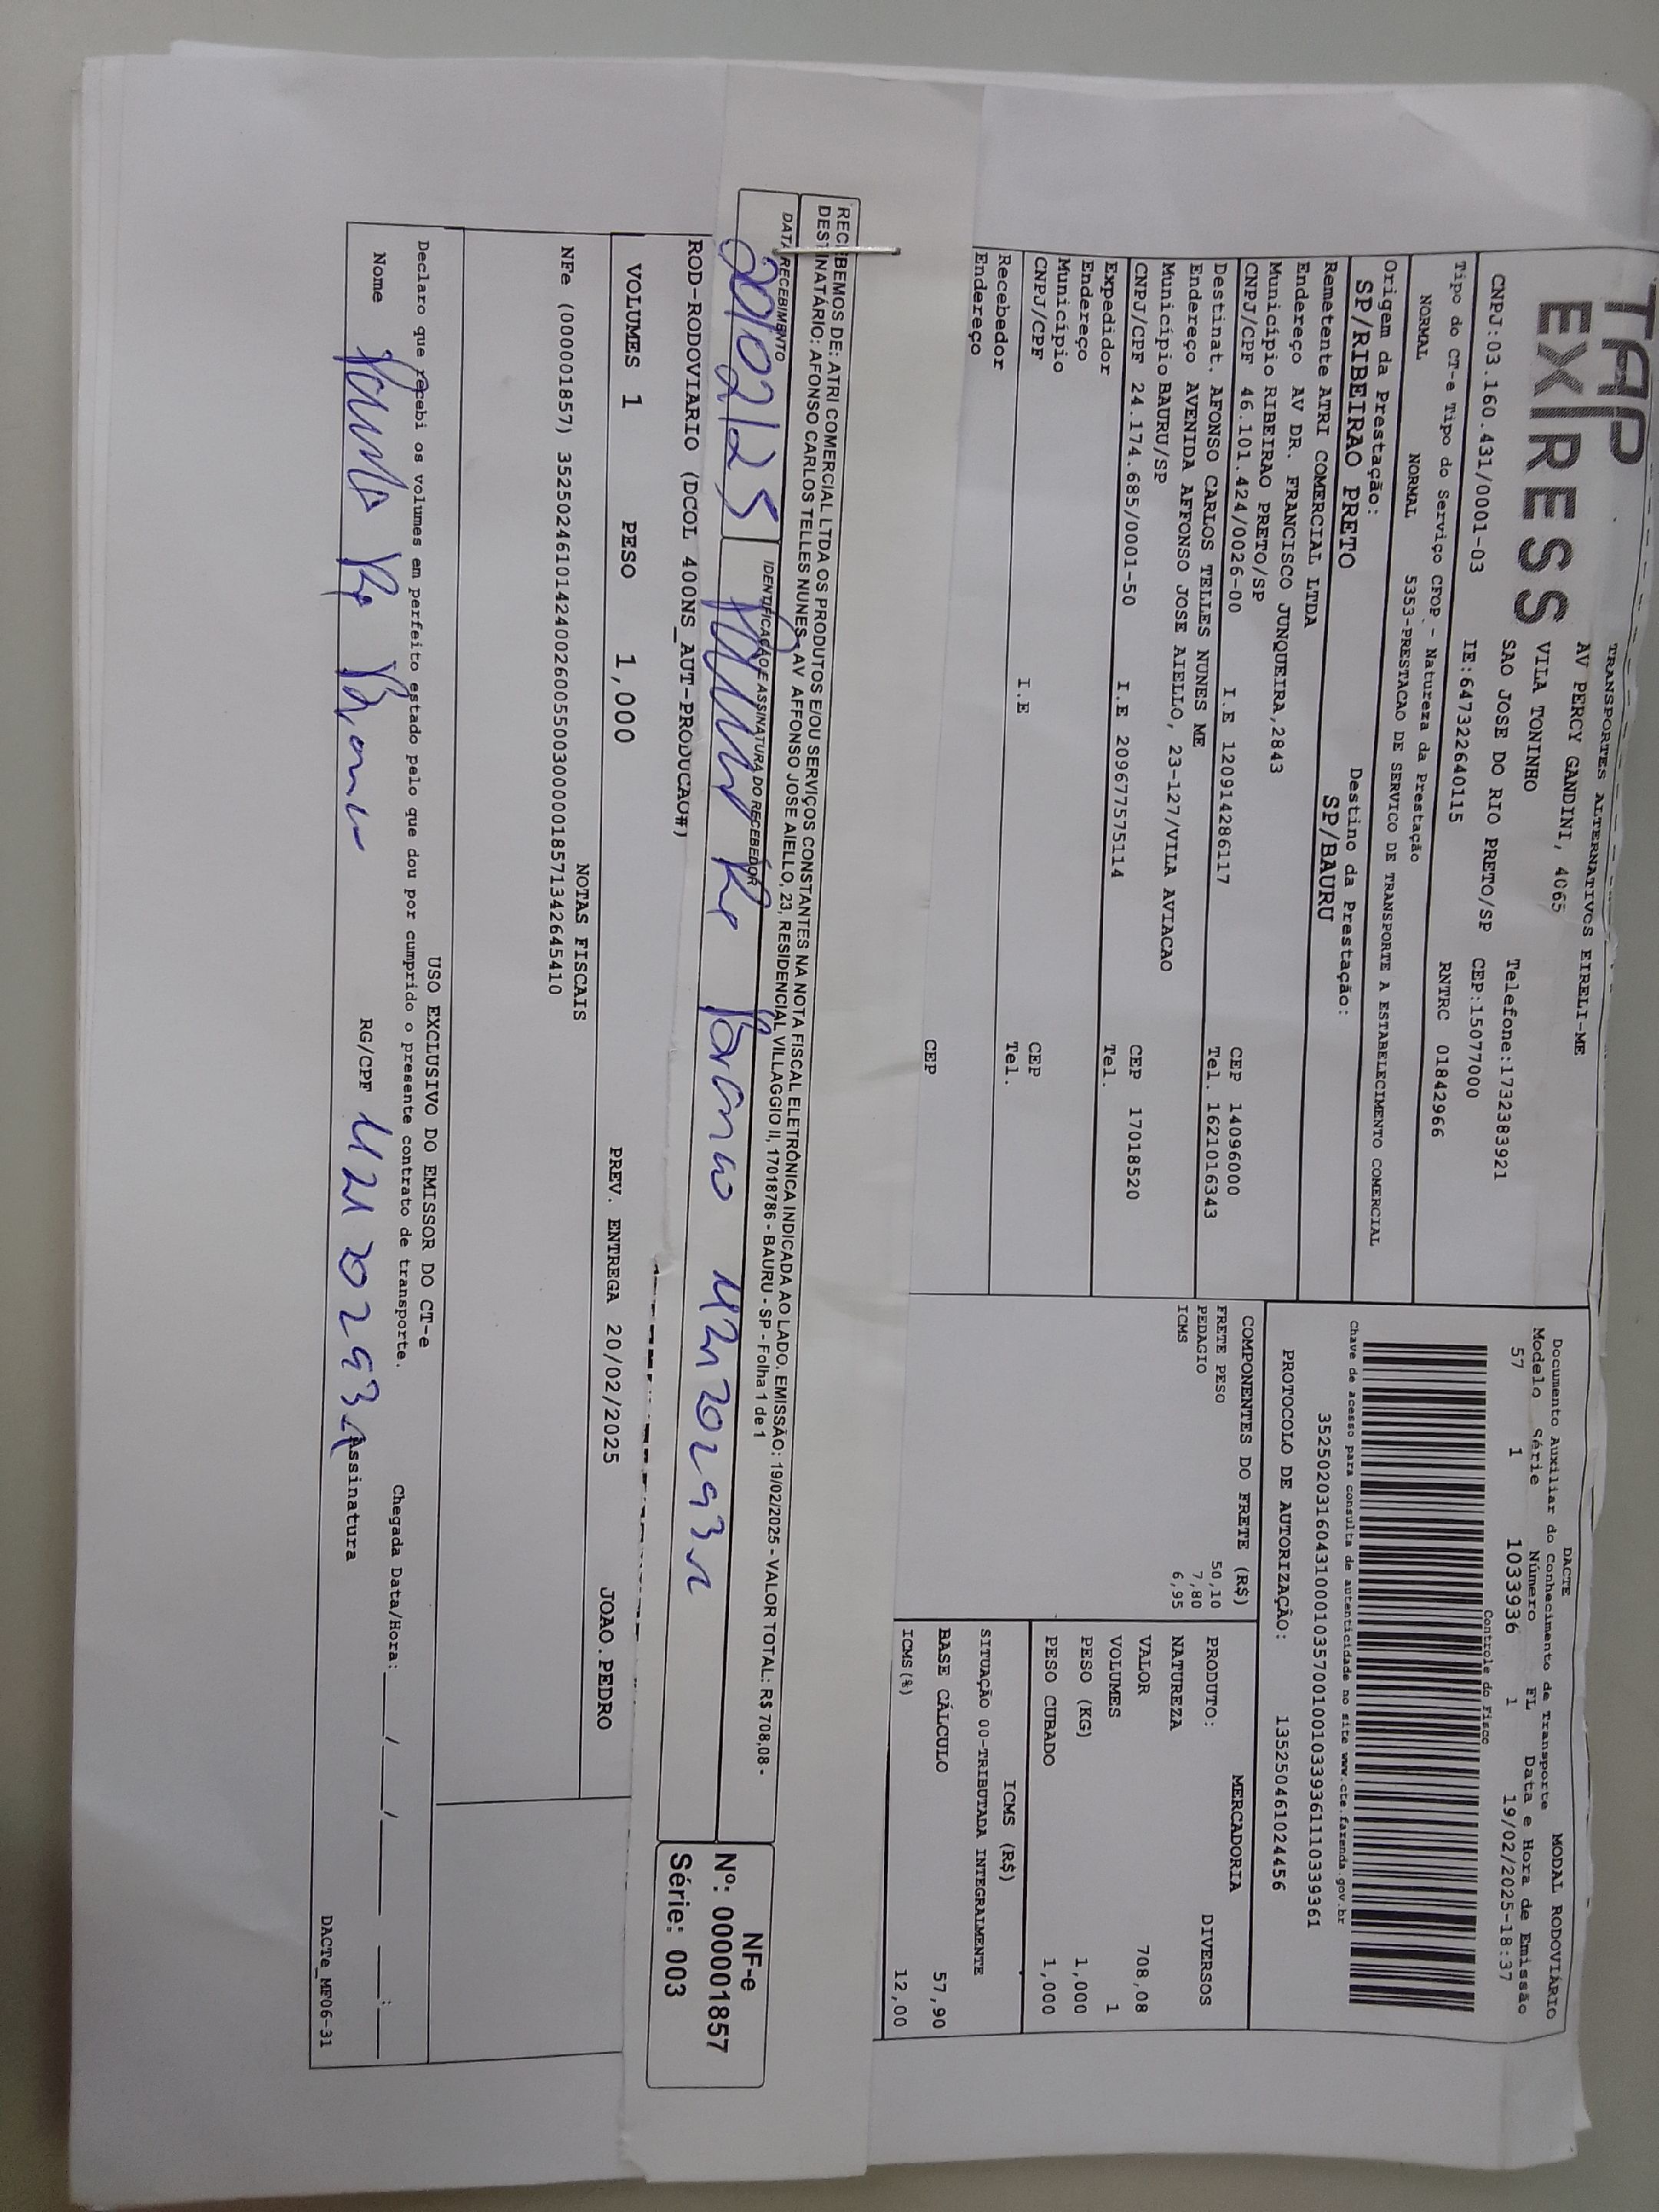 TAP
EXPRESS
TRANSPORTES ALTERNATIVOS EIRELI-ME
AV PERCY GANDINI, 4065
VILA TONINHO
SAO JOSE DO RIO PRETO/SP CEP:15077000
Telefone:1732383921
CNPJ:03.160.431/0001-03 IE:647322640115 RNTRC 01842966
Tipo do CT-e Tipo do Serviço CFOP - Natureza da Prestação
NORMAL NORMAL 5353-PRESTACAO DE SERVICO DE TRANSPORTE A ESTABELECIMENTO COMERCIAL
Origem da Prestação: Destino da Prestação:
SP/RIBEIRAO PRETO SP/BAURU
Remetente ATRI COMERCIAL LTDA
Endereço AV DR. FRANCISCO JUNQUEIRA,2843
Município RIBEIRAO PRETO/SP CEP 14096000
CNPJ/CPF 46.101.424/0026-00 I.E 120914286117 Tel. 1621016343
Destinat. AFONSO CARLOS TELLES NUNES ME
Endereço AVENIDA AFFONSO JOSE AIELLO, 23-127/VILA AVIACAO
Município BAURU/SP CEP 17018520
CNPJ/CPF 24.174.685/0001-50 I.E 209677575114 Tel.
Expedidor
Endereço
Município CEP
CNPJ/CPF I.E Tel.
Recebedor
Endereço
CEP
DACTE
Documento Auxiliar do Conhecimento de Transporte
MODAL RODOVIÁRIO
Modelo Série Número FL Data e Hora de Emissão
57 1 1033936 1 19/02/2025-18:37
Controle do Fisco
Chave de acesso para consulta de autenticidade no site www.cte.fazenda.gov.br
35250203160431000103570010010339361110339361
PROTOCOLO DE AUTORIZAÇÃO: 135250461024456
COMPONENTES DO FRETE (R$)
FRETE PESO 50,10
PEDAGIO 7,80
ICMS 6,95
MERCADORIA
PRODUTO: DIVERSOS
NATUREZA
VALOR 708,08
VOLUMES 1
PESO (KG) 1,000
PESO CUBADO 1,000
ICMS (R$)
SITUAÇÃO 00-TRIBUTADA INTEGRALMENTE
BASE CÁLCULO 57,90
ICMS(%) 12,00
RECEBEMOS DE: ATRI COMERCIAL LTDA OS PRODUTOS E/OU SERVIÇOS CONSTANTES NA NOTA FISCAL ELETRÔNICA INDICADA AO LADO. EMISSÃO: 19/02/2025 - VALOR TOTAL: R$ 708,08 -
DESTINATÁRIO: AFONSO CARLOS TELLES NUNES - AV AFFONSO JOSE AIELLO, 23, RESIDENCIAL VILLAGGIO II, 17018786 - BAURU - SP - Folha 1 de 1
DATA RECEBIMENTO IDENTIFICAÇÃO E ASSINATURA DO RECEBEDOR
20/02/25
NF-e
Nº: 000001857
Série: 003
ROD-RODOVIARIO (DCOL 400ONS_AUT-PRODUCAO#)
VOLUMES 1 PESO 1,000 PREV. ENTREGA 20/02/2025 JOAO.PEDRO
NOTAS FISCAIS
NFe (000001857) 35250246101424002600550030000018571342645410
USO EXCLUSIVO DO EMISSOR DO CT-e
Declaro que recebi os volumes em perfeito estado pelo que dou por cumprido o presente contrato de transporte.
Chegada Data/Hora:____/____/____ ___:___
Nome RG/CPF Assinatura
DACTe_MF06-31